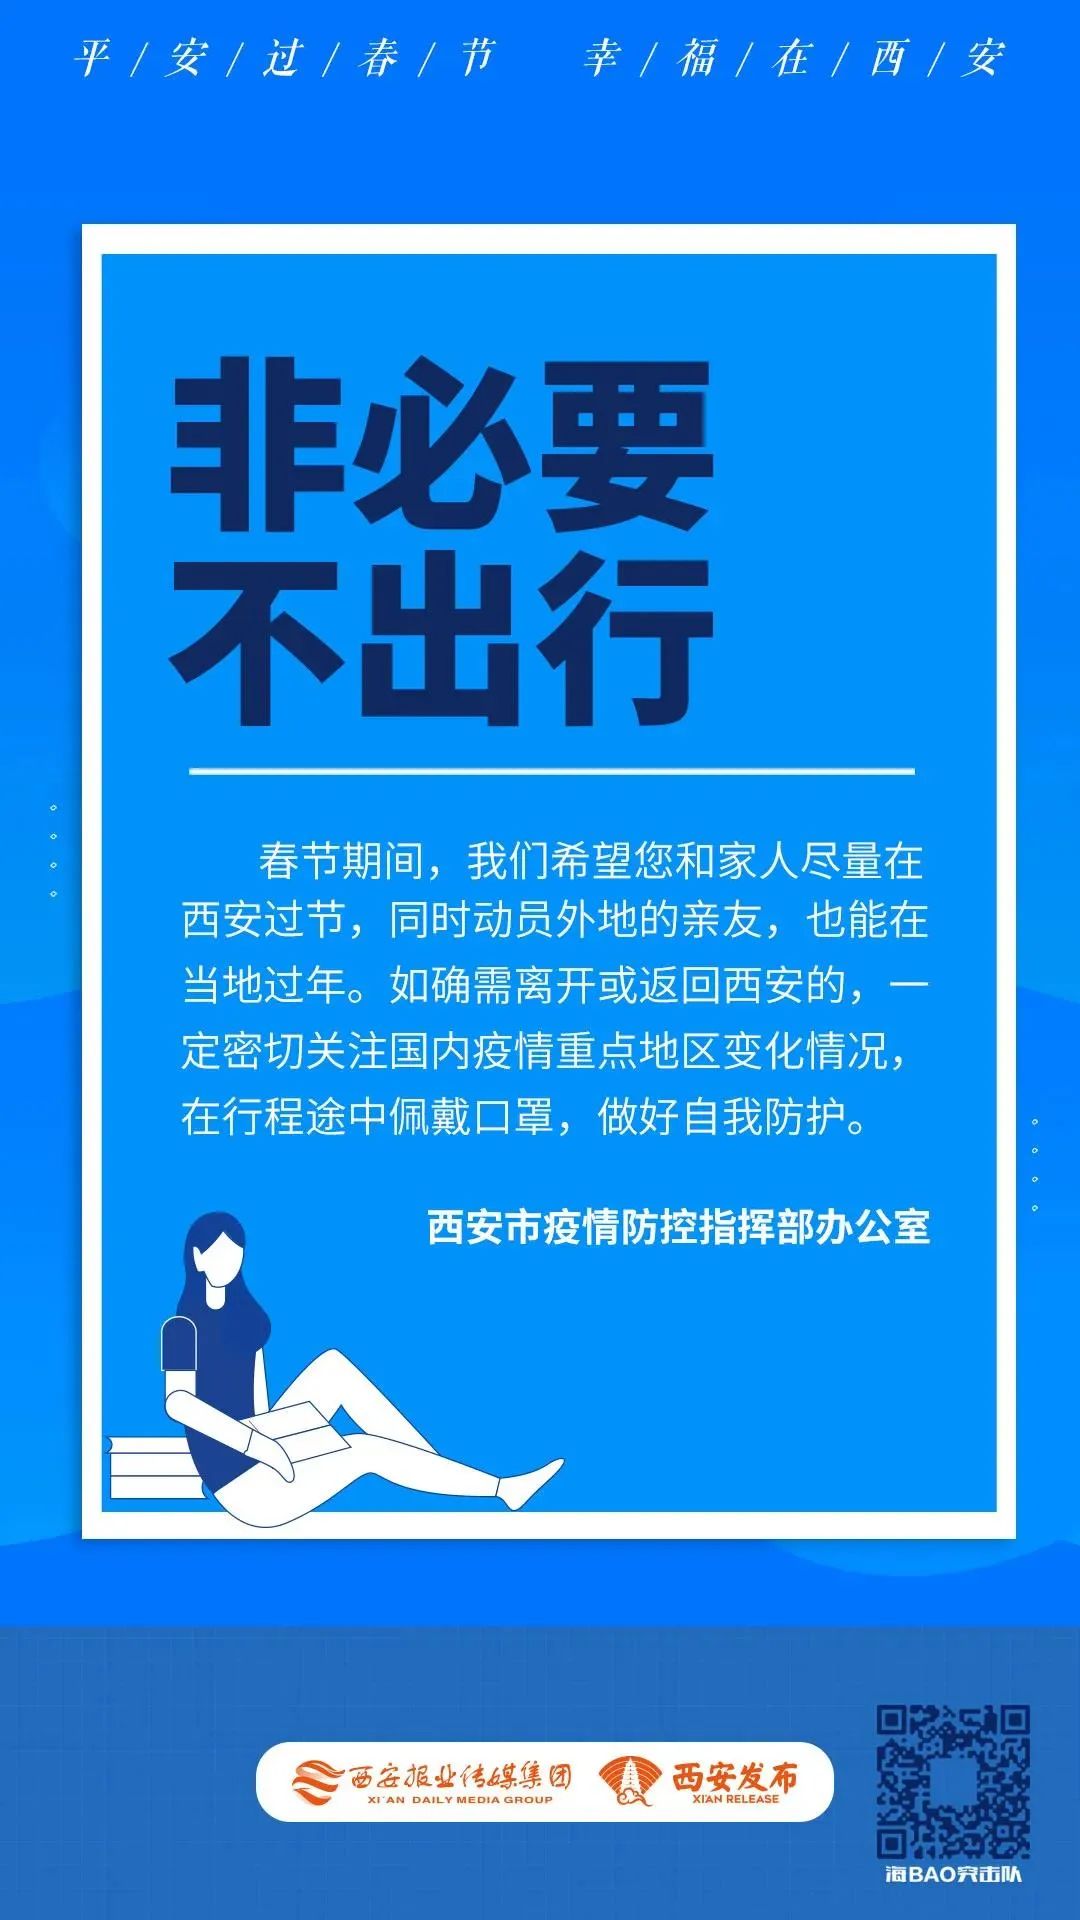 平/安/过/春/节 幸/福/在/西/安
非必要
不出行
春节期间，我们希望您和家人尽量在
西安过节，同时动员外地的亲友，也能在
当地过年。如确需离开或返回西安的，一
定密切关注国内疫情重点地区变化情况，
在行程途中佩戴口罩，做好自我防护。
西安市疫情防控指挥部办公室
西安报业传媒集团
XI'AN DAILY MEDIA GROUP
西安发布
XI'AN RELEASE
海BAO突击队